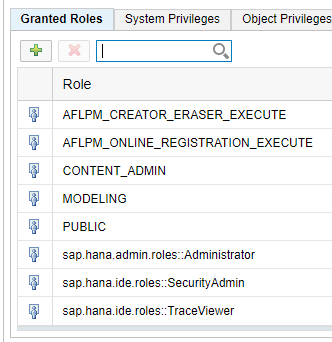 Granted Roles System Privileges Object Privileges
Role
AFLPM_CREATOR_ERASER_EXECUTE
AFLPM_ONLINE_REGISTRATION_EXECUTE
CONTENT_ADMIN
MODELING
PUBLIC
sap.hana.admin.roles::Administrator
sap.hana.ide.roles::SecurityAdmin
sap.hana.ide.roles::TraceViewer